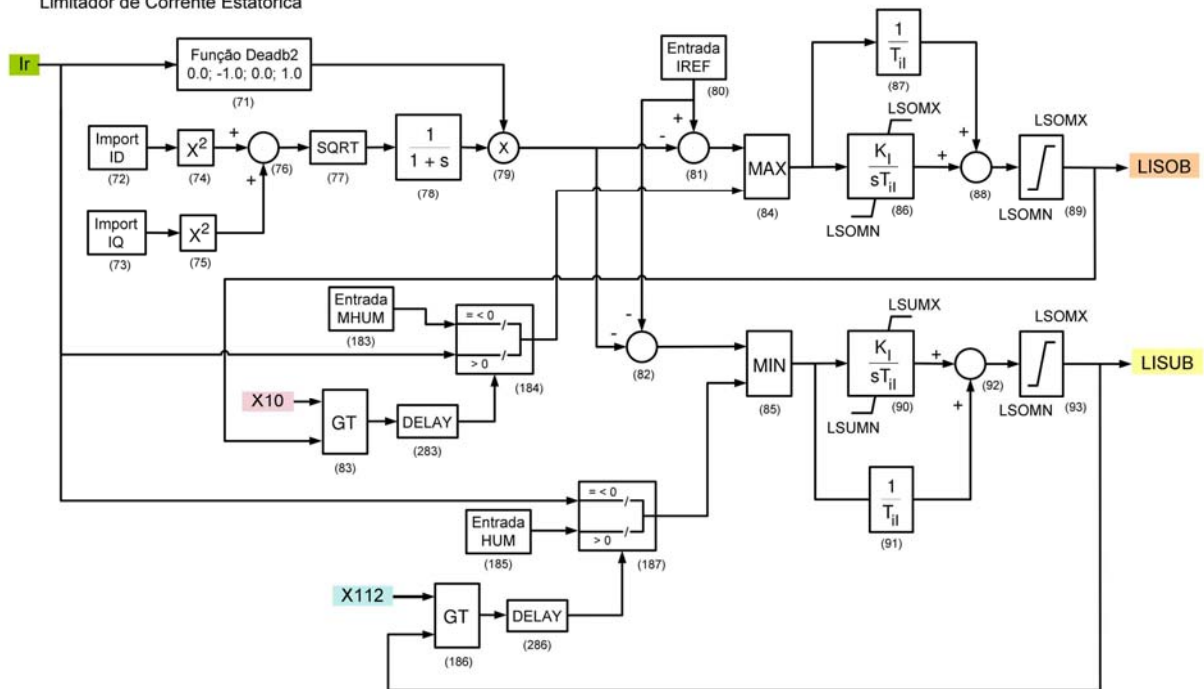 Limitador de Corrente Estatórica
Ir
Função Deadb2
0.0; -1.0; 0.0; 1.0
(71)
Entrada
IREF
(80)
1
TiI
(87)
Import
ID
(72)
X²
(74)
+
+
(76)
SQRT
(77)
1
1 + s
(78)
X
(79)
+
-
(81)
MAX
(84)
LSOMX
KI
sTiI
(86)
LSOMN
+
+
(88)
LSOMX
LSOMN
(89)
LISOB
Import
IQ
(73)
X²
(75)
Entrada
MHUM
(183)
= < 0
> 0
(184)
-
-
(82)
MIN
(85)
LSUMX
KI
sTiI
(90)
LSUMN
+
+
(92)
LSOMX
LSOMN
(93)
LISUB
X10
GT
(83)
DELAY
(283)
1
TiI
(91)
Entrada
HUM
(185)
= < 0
> 0
(187)
X112
GT
(186)
DELAY
(286)